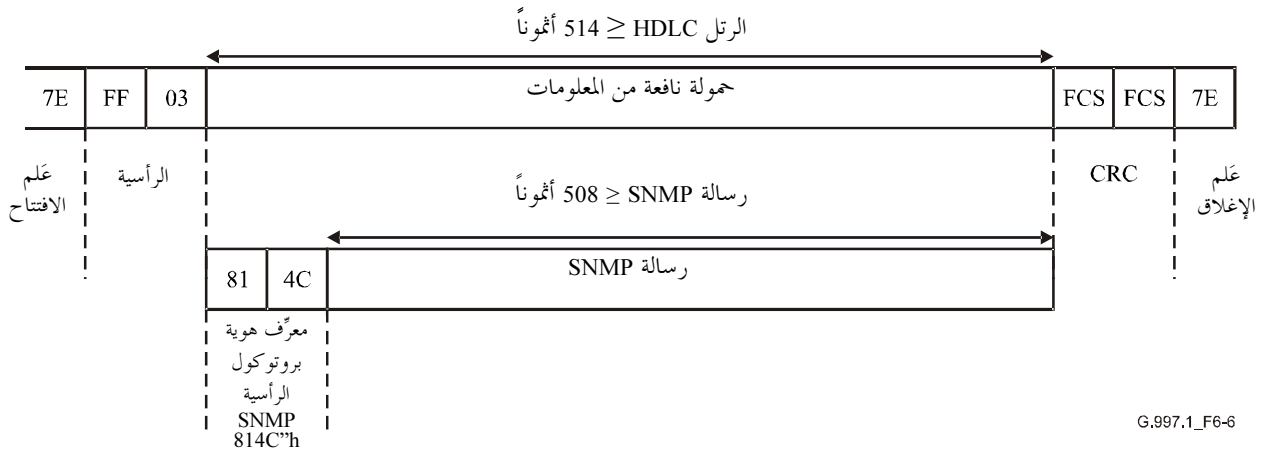 الرتل HDLC ≥ 514 أثموناً
7E FF 03 حمولة نافعة من المعلومات FCS FCS 7E
عَلم
الافتتاح
الرأسية
CRC
عَلم
الإغلاق
رسالة SNMP ≥ 508 أثموناً
81 4C رسالة SNMP
معرِّف هوية
بروتوكول
الرأسية
SNMP
814C”h
G.997.1_F6-6